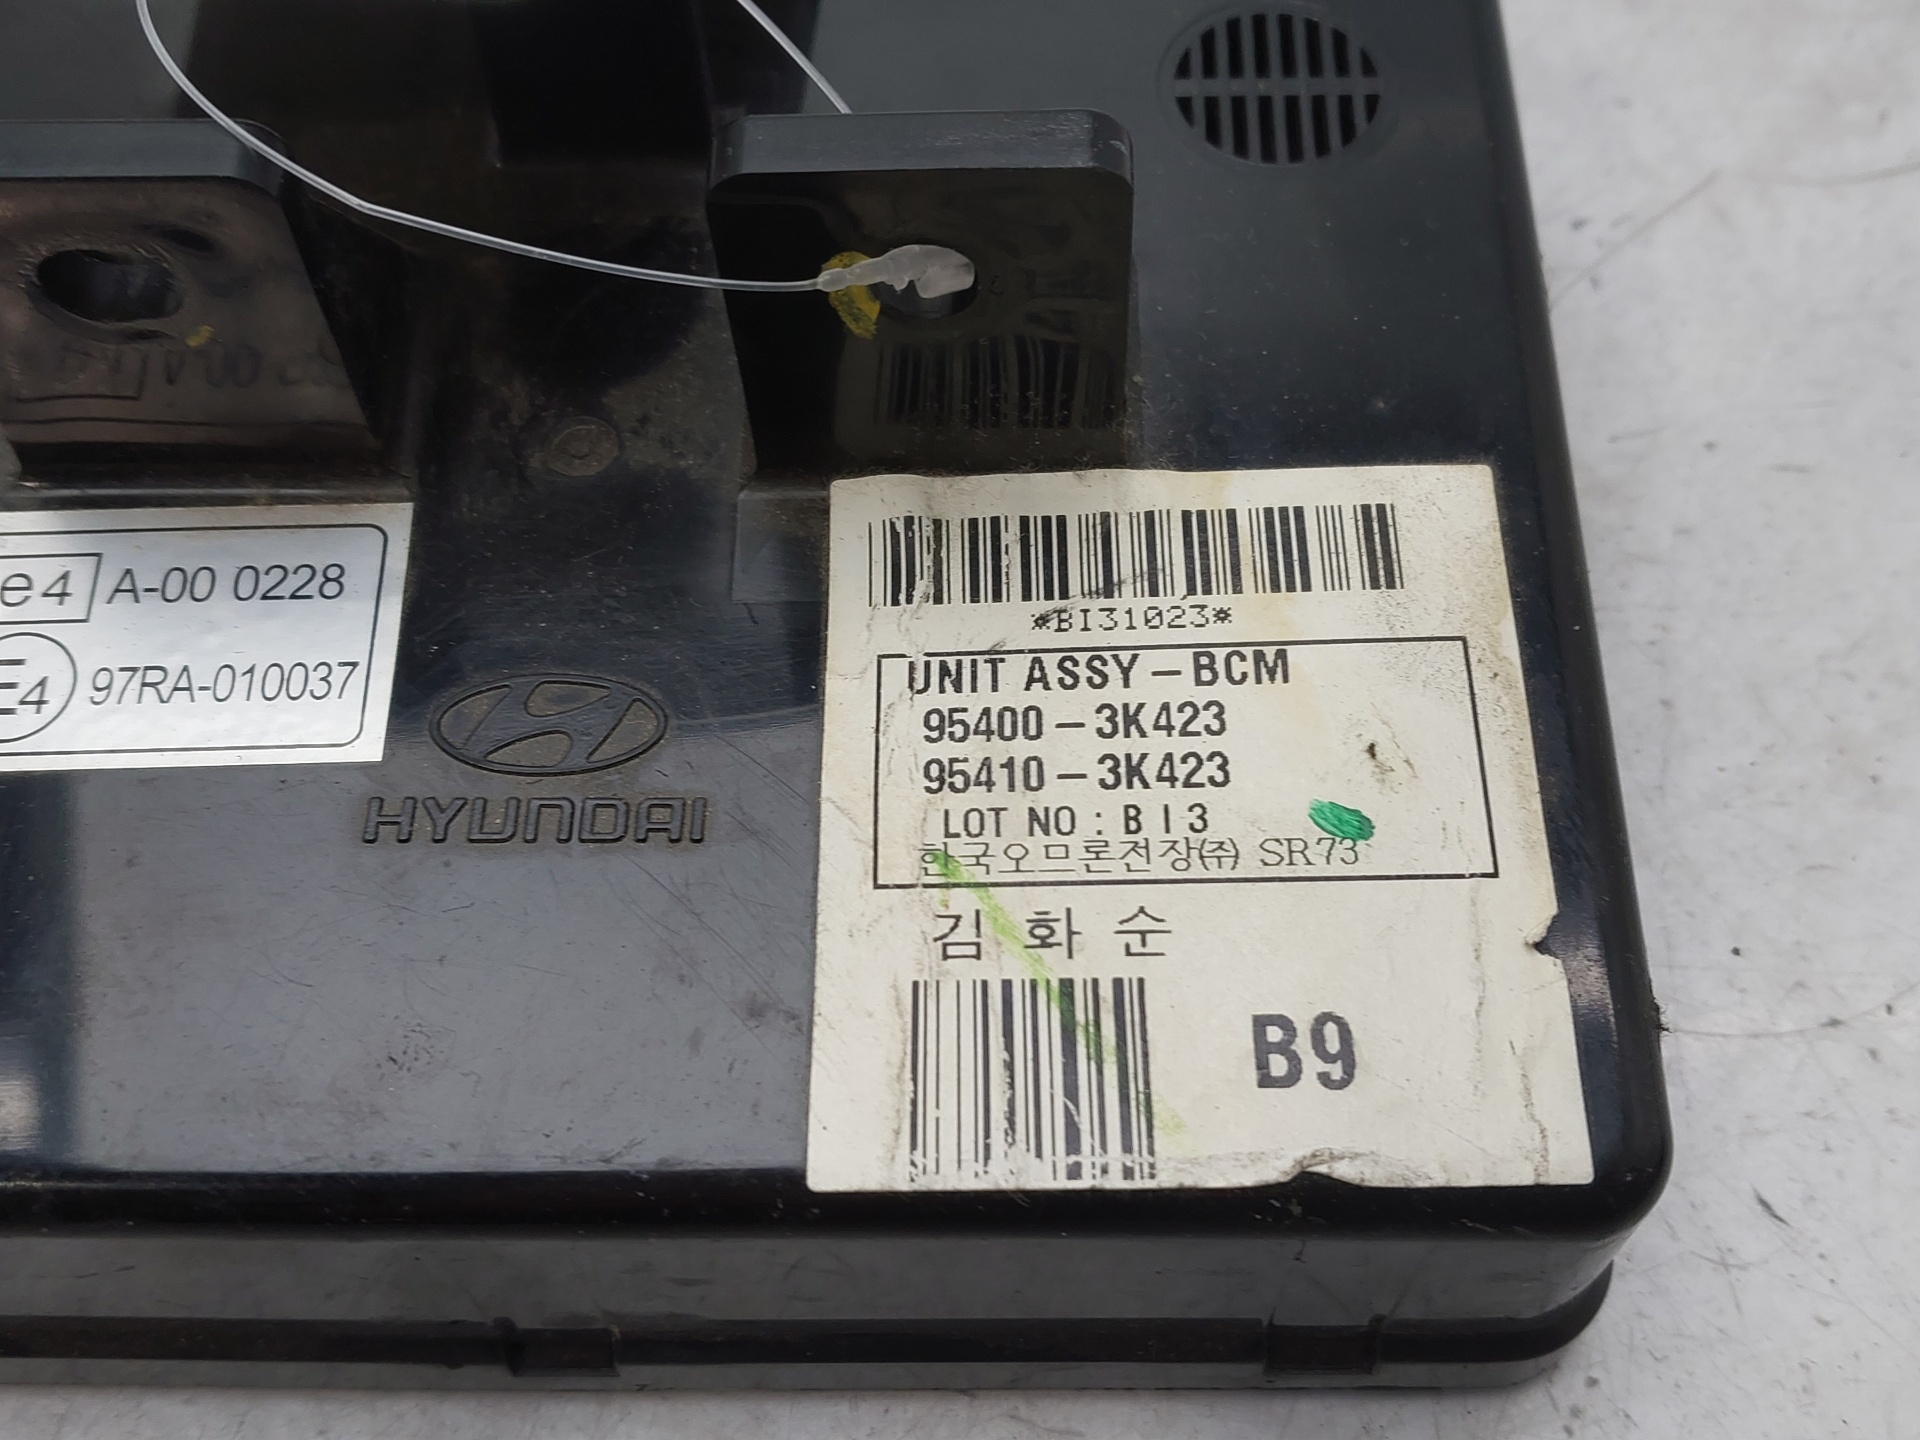 e4 A-00 0228
E4 97RA-010037
HYUNDAI
*BI31023*
UNIT ASSY-BCM
95400-3K423
95410-3K423
LOT NO : BI3
한국오므론전장㈜ SR73
김 화 순
B9